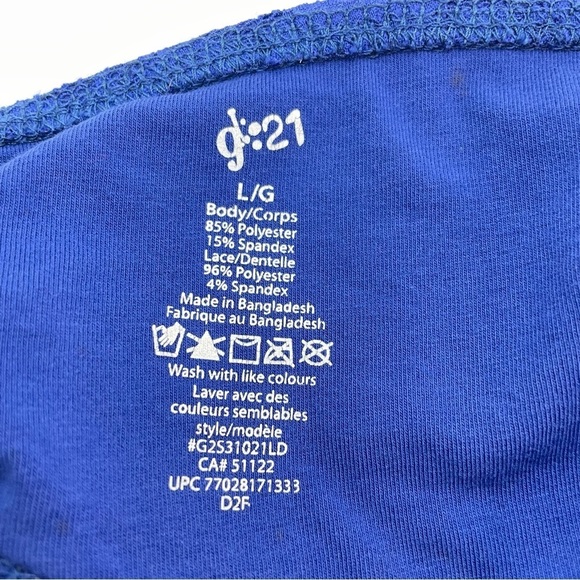 gk:21
L/G
Body/Corps
85% Polyester
15% Spandex
Lace/Dentelle
96% Polyester
4% Spandex
Made in Bangladesh
Fabrique au Bangladesh
Wash with like colours
Laver avec des
couleurs semblables
style/modèle
#G2S31021LD
CA# 51122
UPC 77028171333
D2F